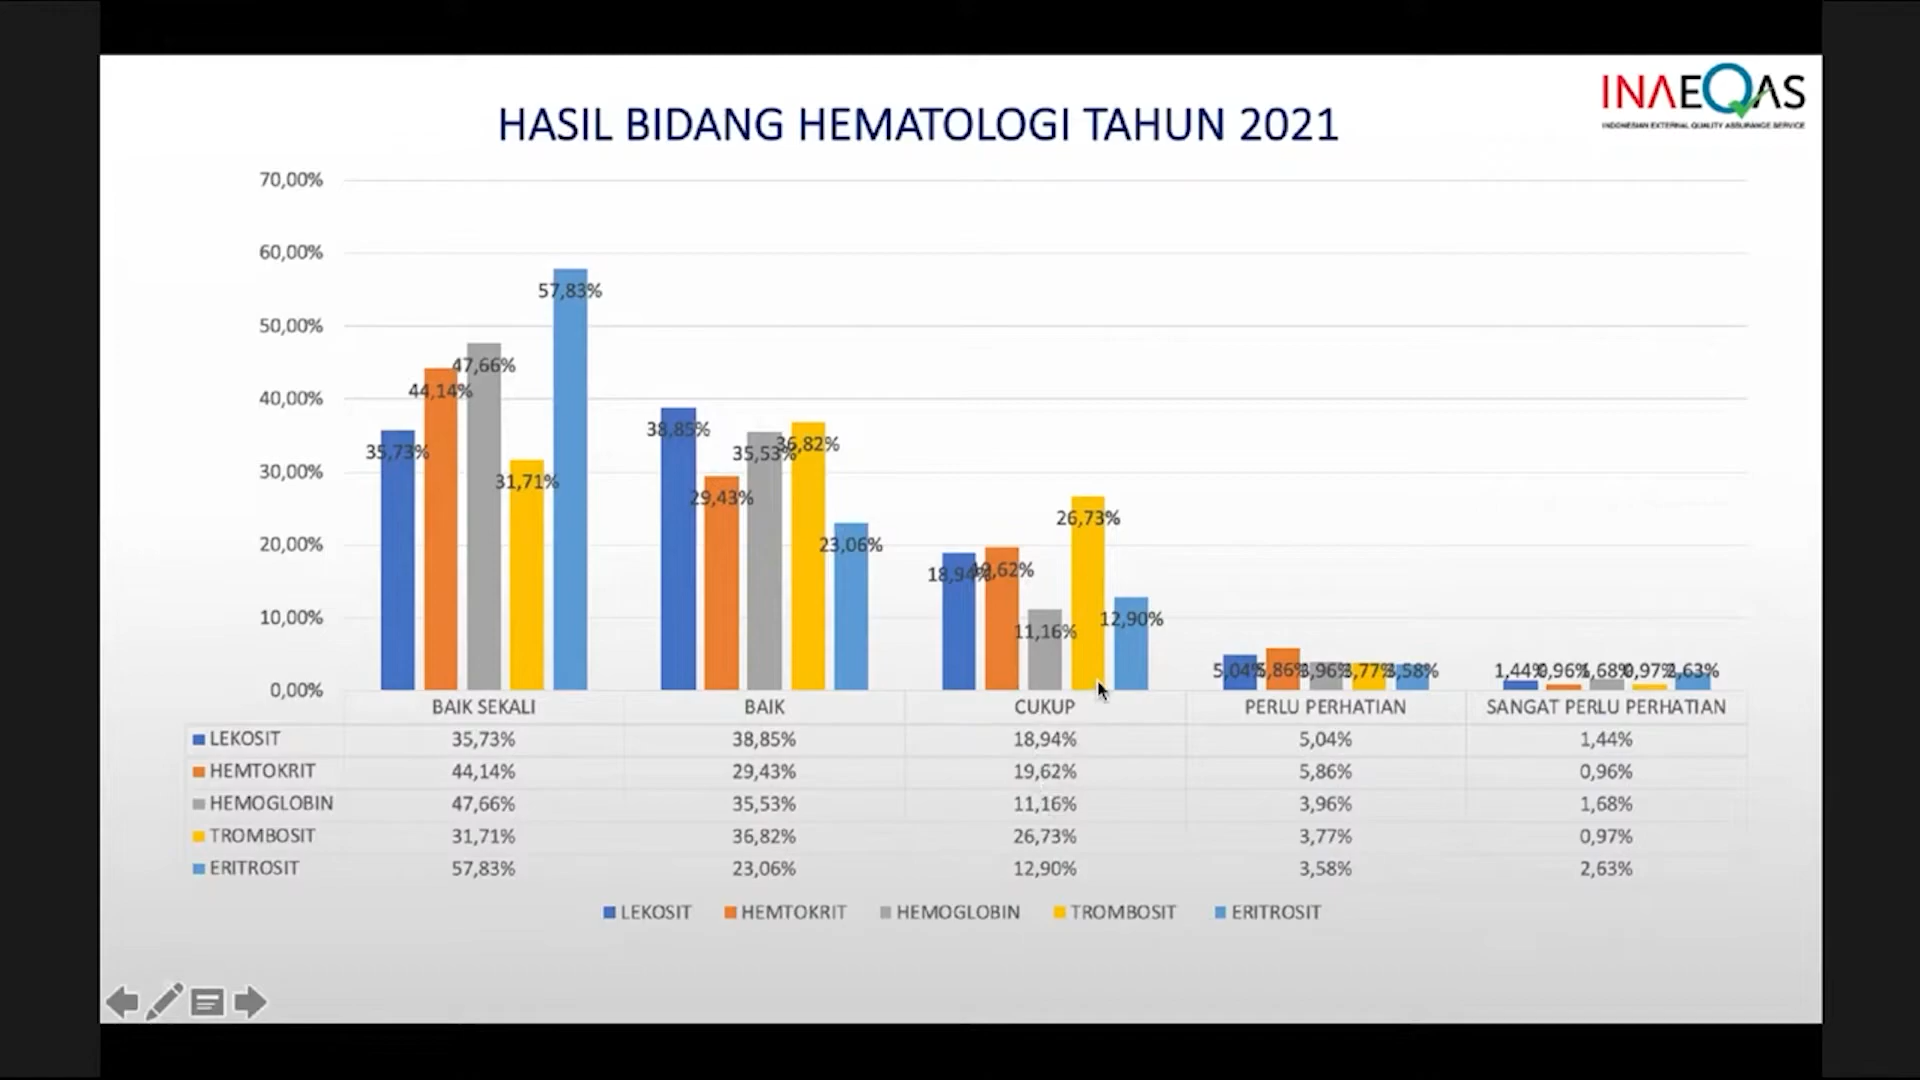 INAEQAS
INDONESIAN EXTERNAL QUALITY ASSURANCE SERVICE
HASIL BIDANG HEMATOLOGI TAHUN 2021
70,00%
60,00%
50,00%
40,00%
30,00%
20,00%
10,00%
0,00%
35,73% 44,14% 47,66% 31,71% 57,83%
38,85% 29,43% 35,53% 36,82% 23,06%
18,94% 19,62% 11,16% 26,73% 12,90%
5,04% 5,86% 3,96% 3,77% 3,58%
1,44% 0,96% 1,68% 0,97% 2,63%
BAIK SEKALI BAIK CUKUP PERLU PERHATIAN SANGAT PERLU PERHATIAN
LEKOSIT 35,73% 38,85% 18,94% 5,04% 1,44%
HEMTOKRIT 44,14% 29,43% 19,62% 5,86% 0,96%
HEMOGLOBIN 47,66% 35,53% 11,16% 3,96% 1,68%
TROMBOSIT 31,71% 36,82% 26,73% 3,77% 0,97%
ERITROSIT 57,83% 23,06% 12,90% 3,58% 2,63%
LEKOSIT HEMTOKRIT HEMOGLOBIN TROMBOSIT ERITROSIT